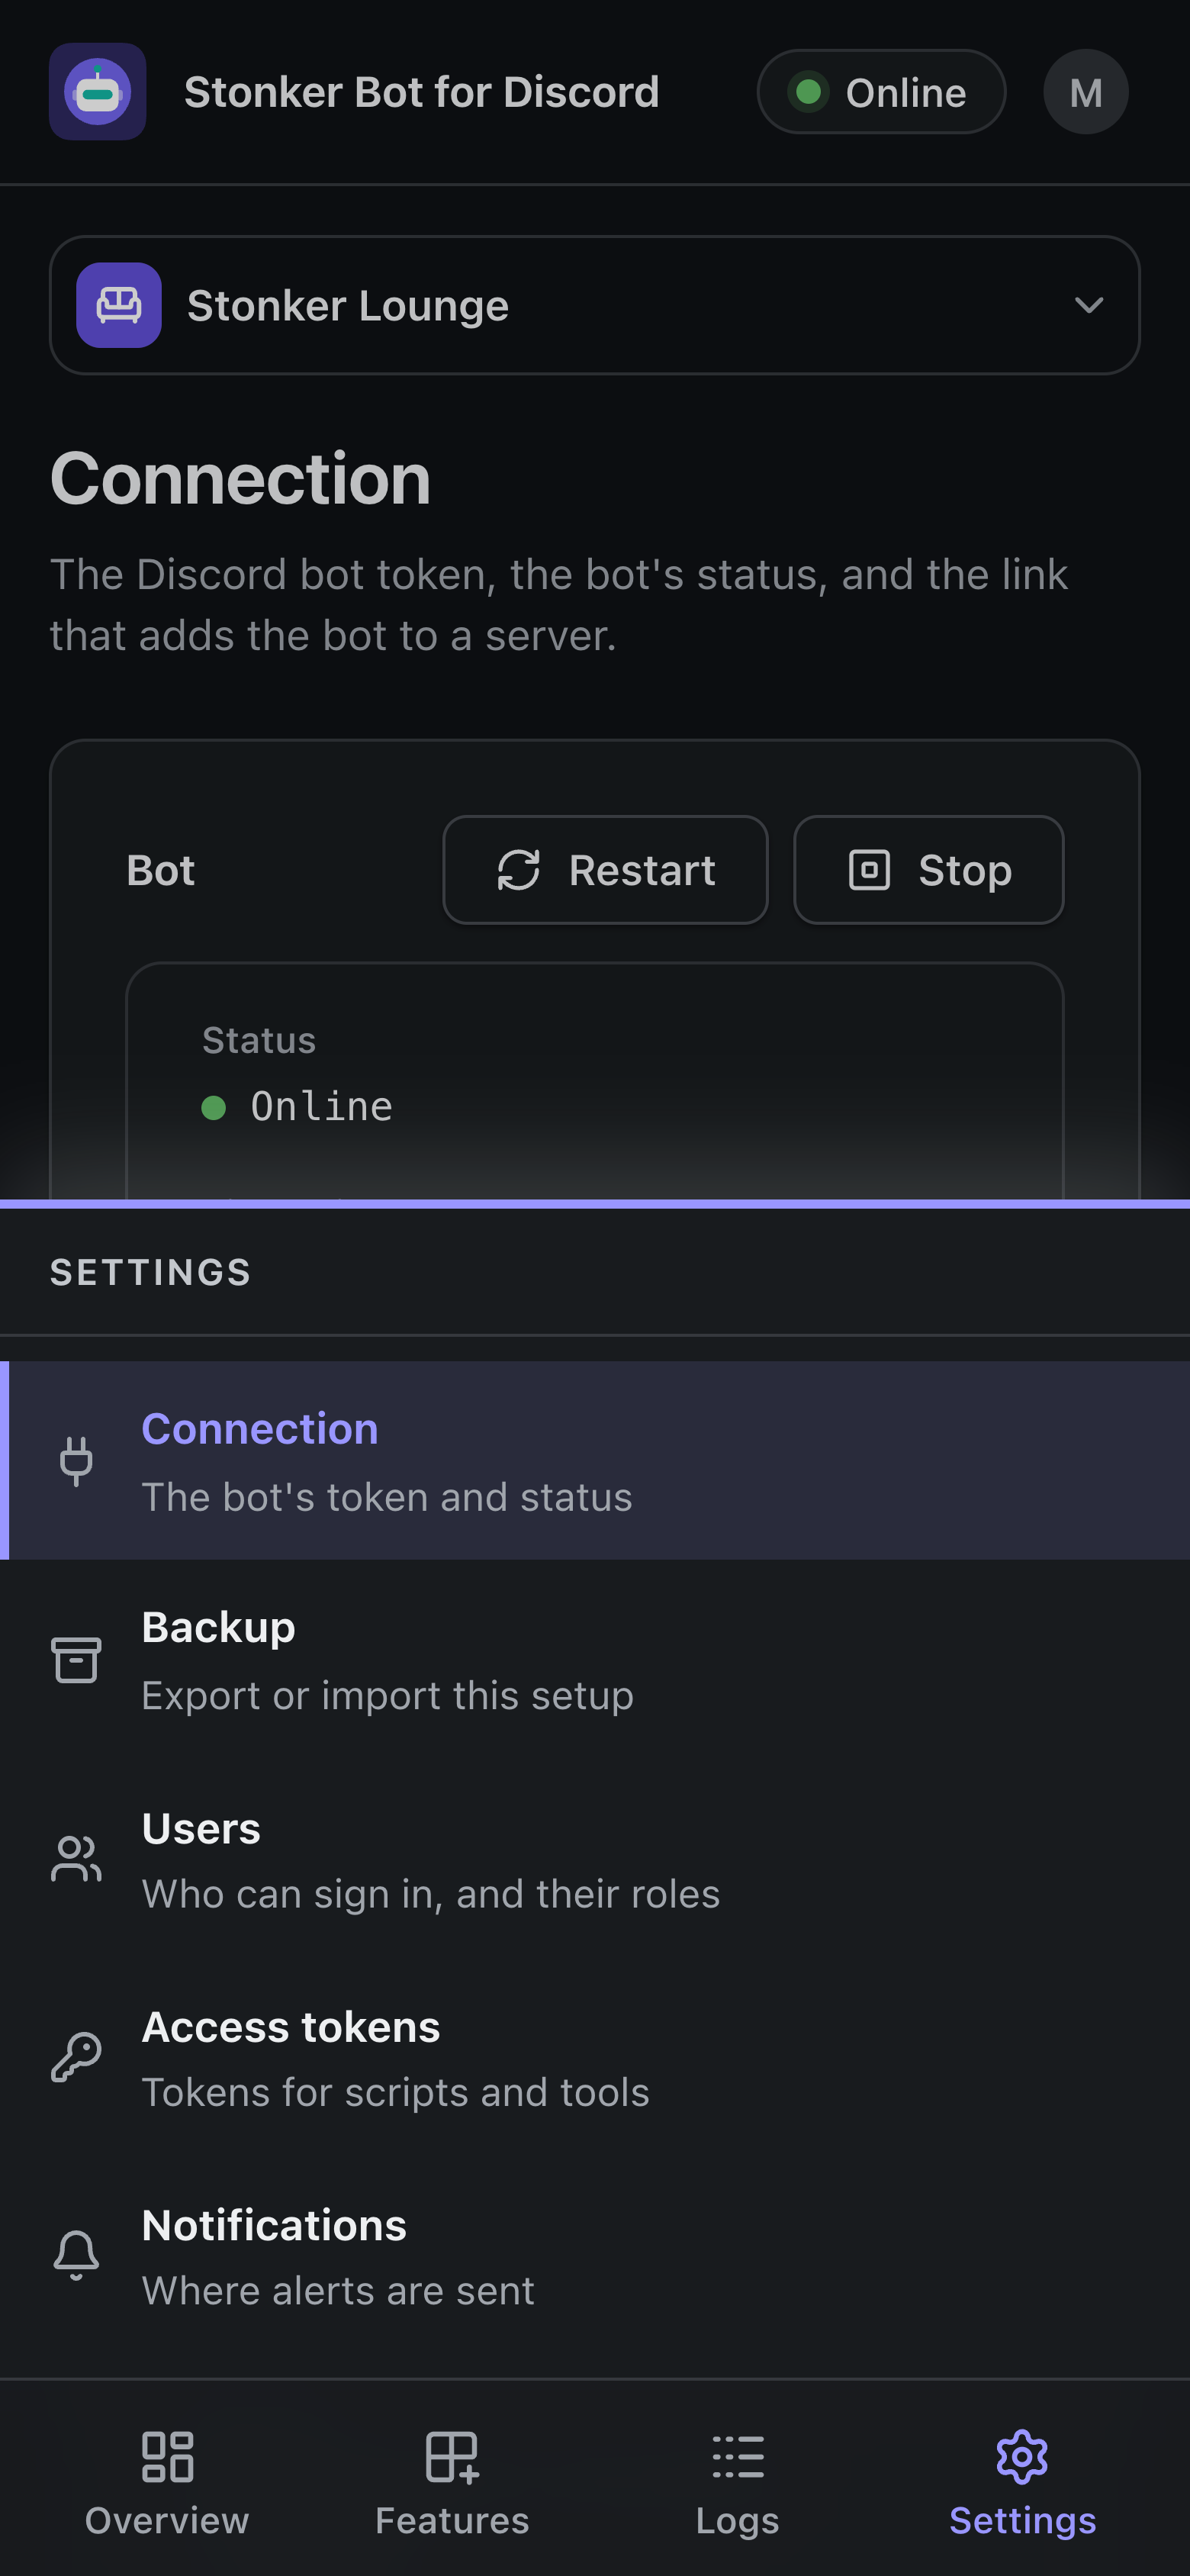 Stonker Bot for Discord
Online
M
Stonker Lounge
Connection
The Discord bot token, the bot's status, and the link
that adds the bot to a server.
Bot
Restart
Stop
Status
Online
SETTINGS
Connection
The bot's token and status
Backup
Export or import this setup
Users
Who can sign in, and their roles
Access tokens
Tokens for scripts and tools
Notifications
Where alerts are sent
Overview
Features
Logs
Settings